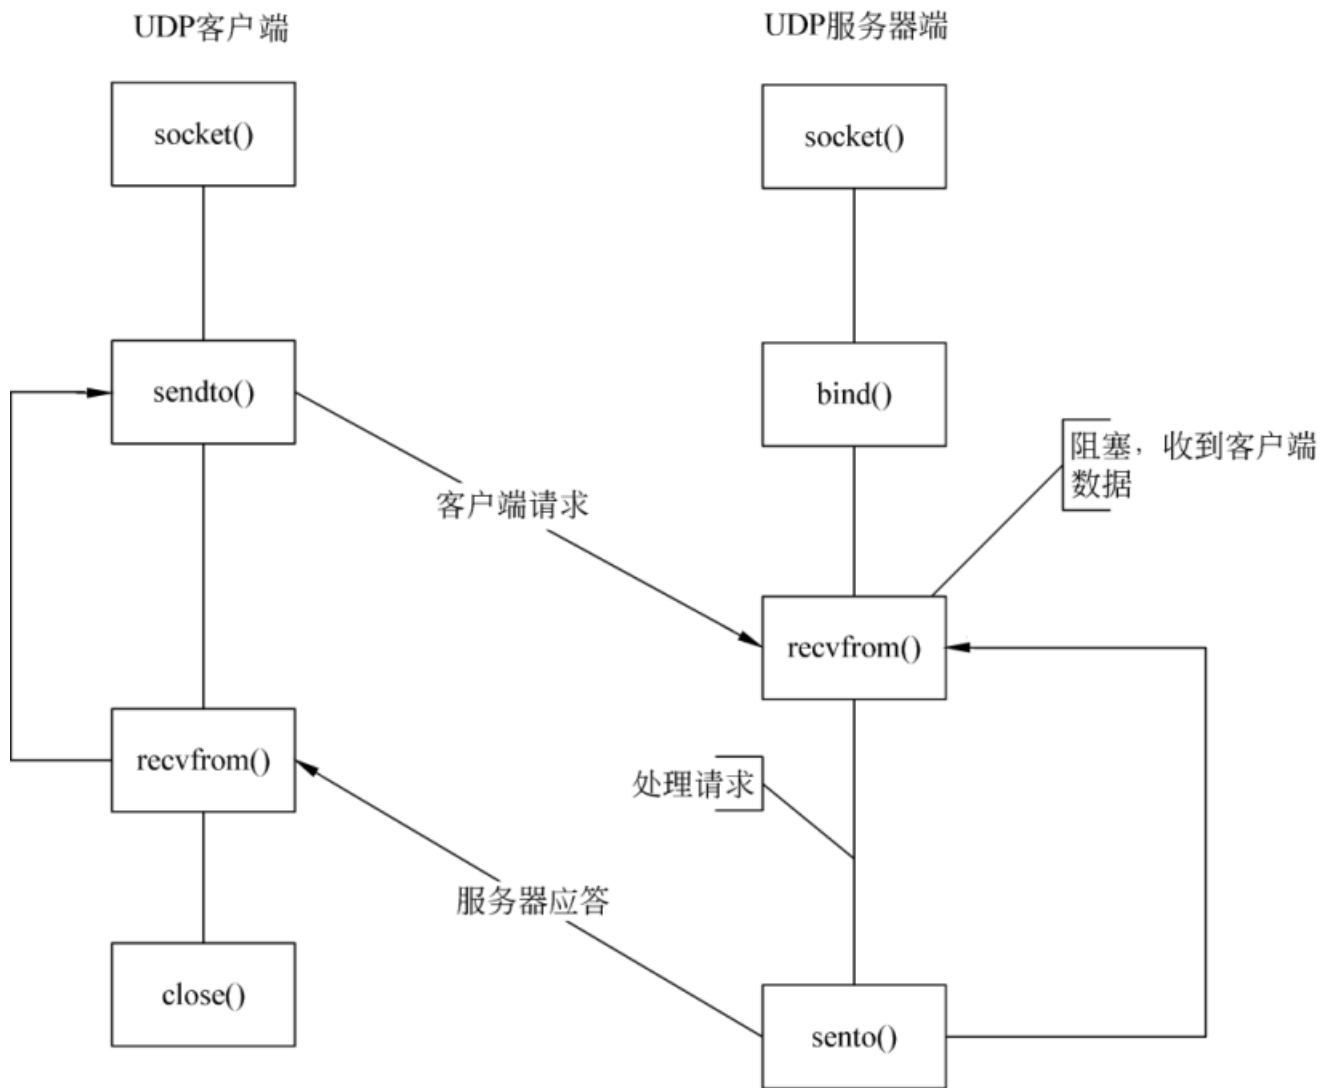 UDP客户端
UDP服务器端
socket()
socket()
sendto()
bind()
阻塞，收到客户端
数据
客户端请求
recvfrom()
recvfrom()
处理请求
服务器应答
close()
sento()